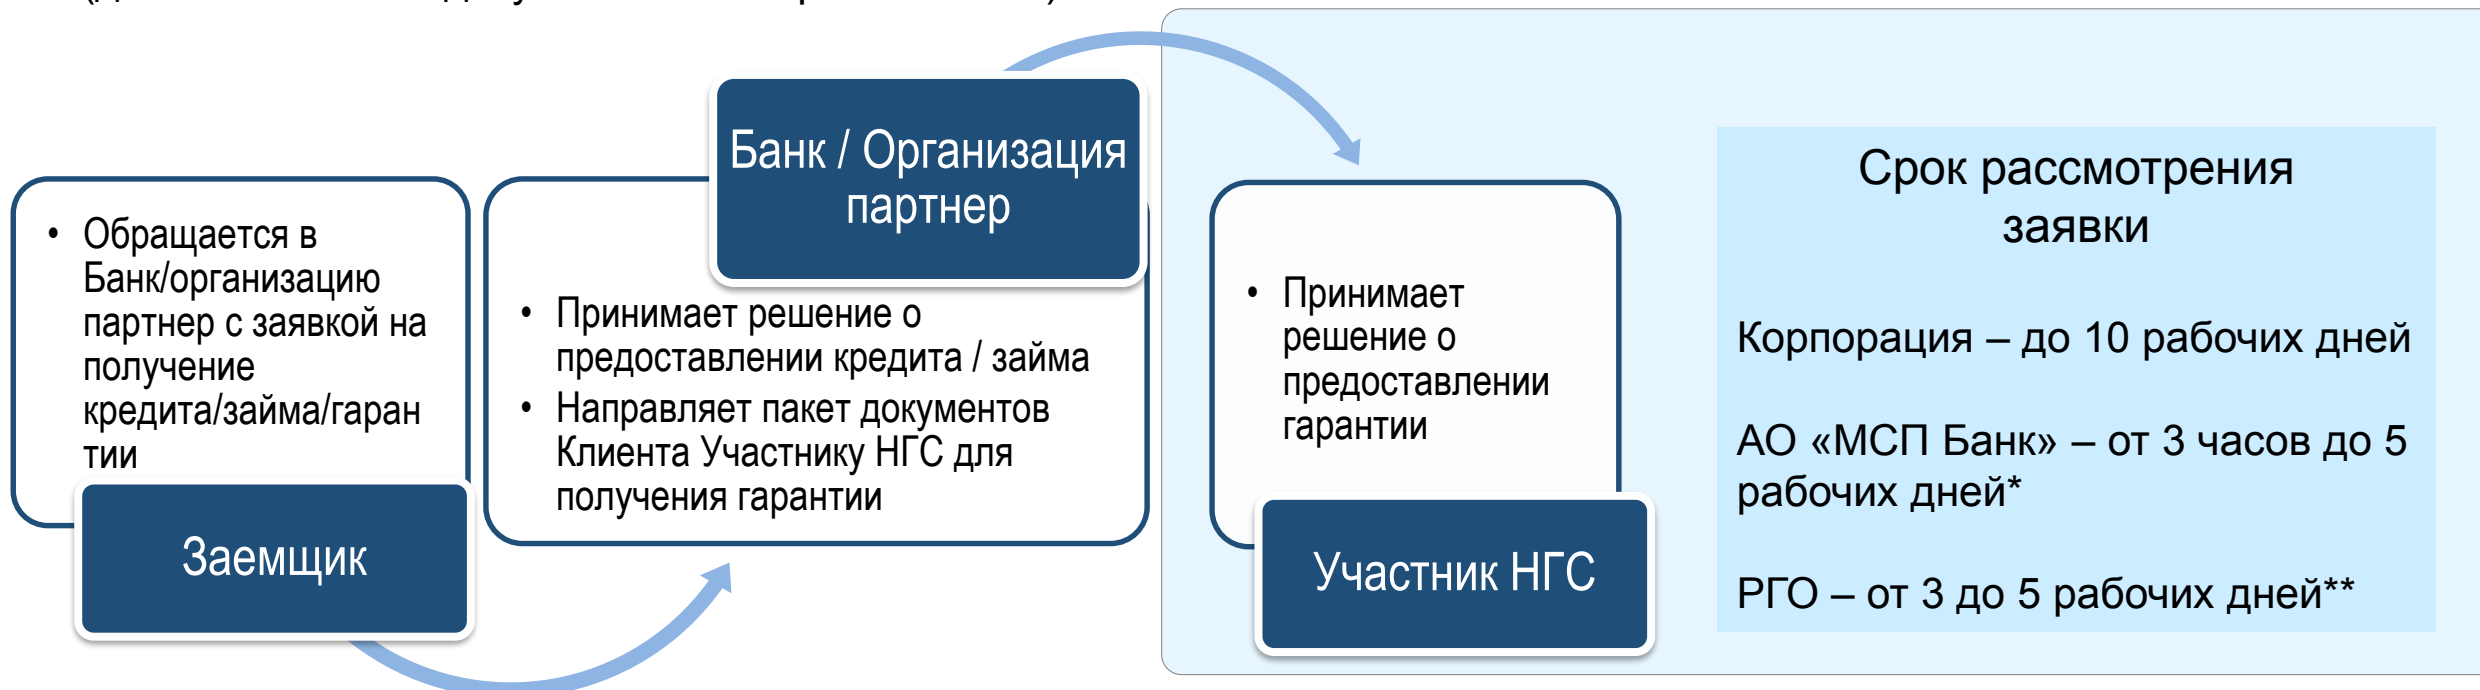 • Обращается в
Банк/организацию
партнер с заявкой на
получение
кредита/займа/гаран
тии
Заемщик
Банк / Организация
партнер
• Принимает решение о
предоставлении кредита / займа
• Направляет пакет документов
Клиента Участнику НГС для
получения гарантии
• Принимает
решение о
предоставлении
гарантии
Участник НГС
Срок рассмотрения
заявки
Корпорация – до 10 рабочих дней
АО «МСП Банк» – от 3 часов до 5
рабочих дней*
РГО – от 3 до 5 рабочих дней**